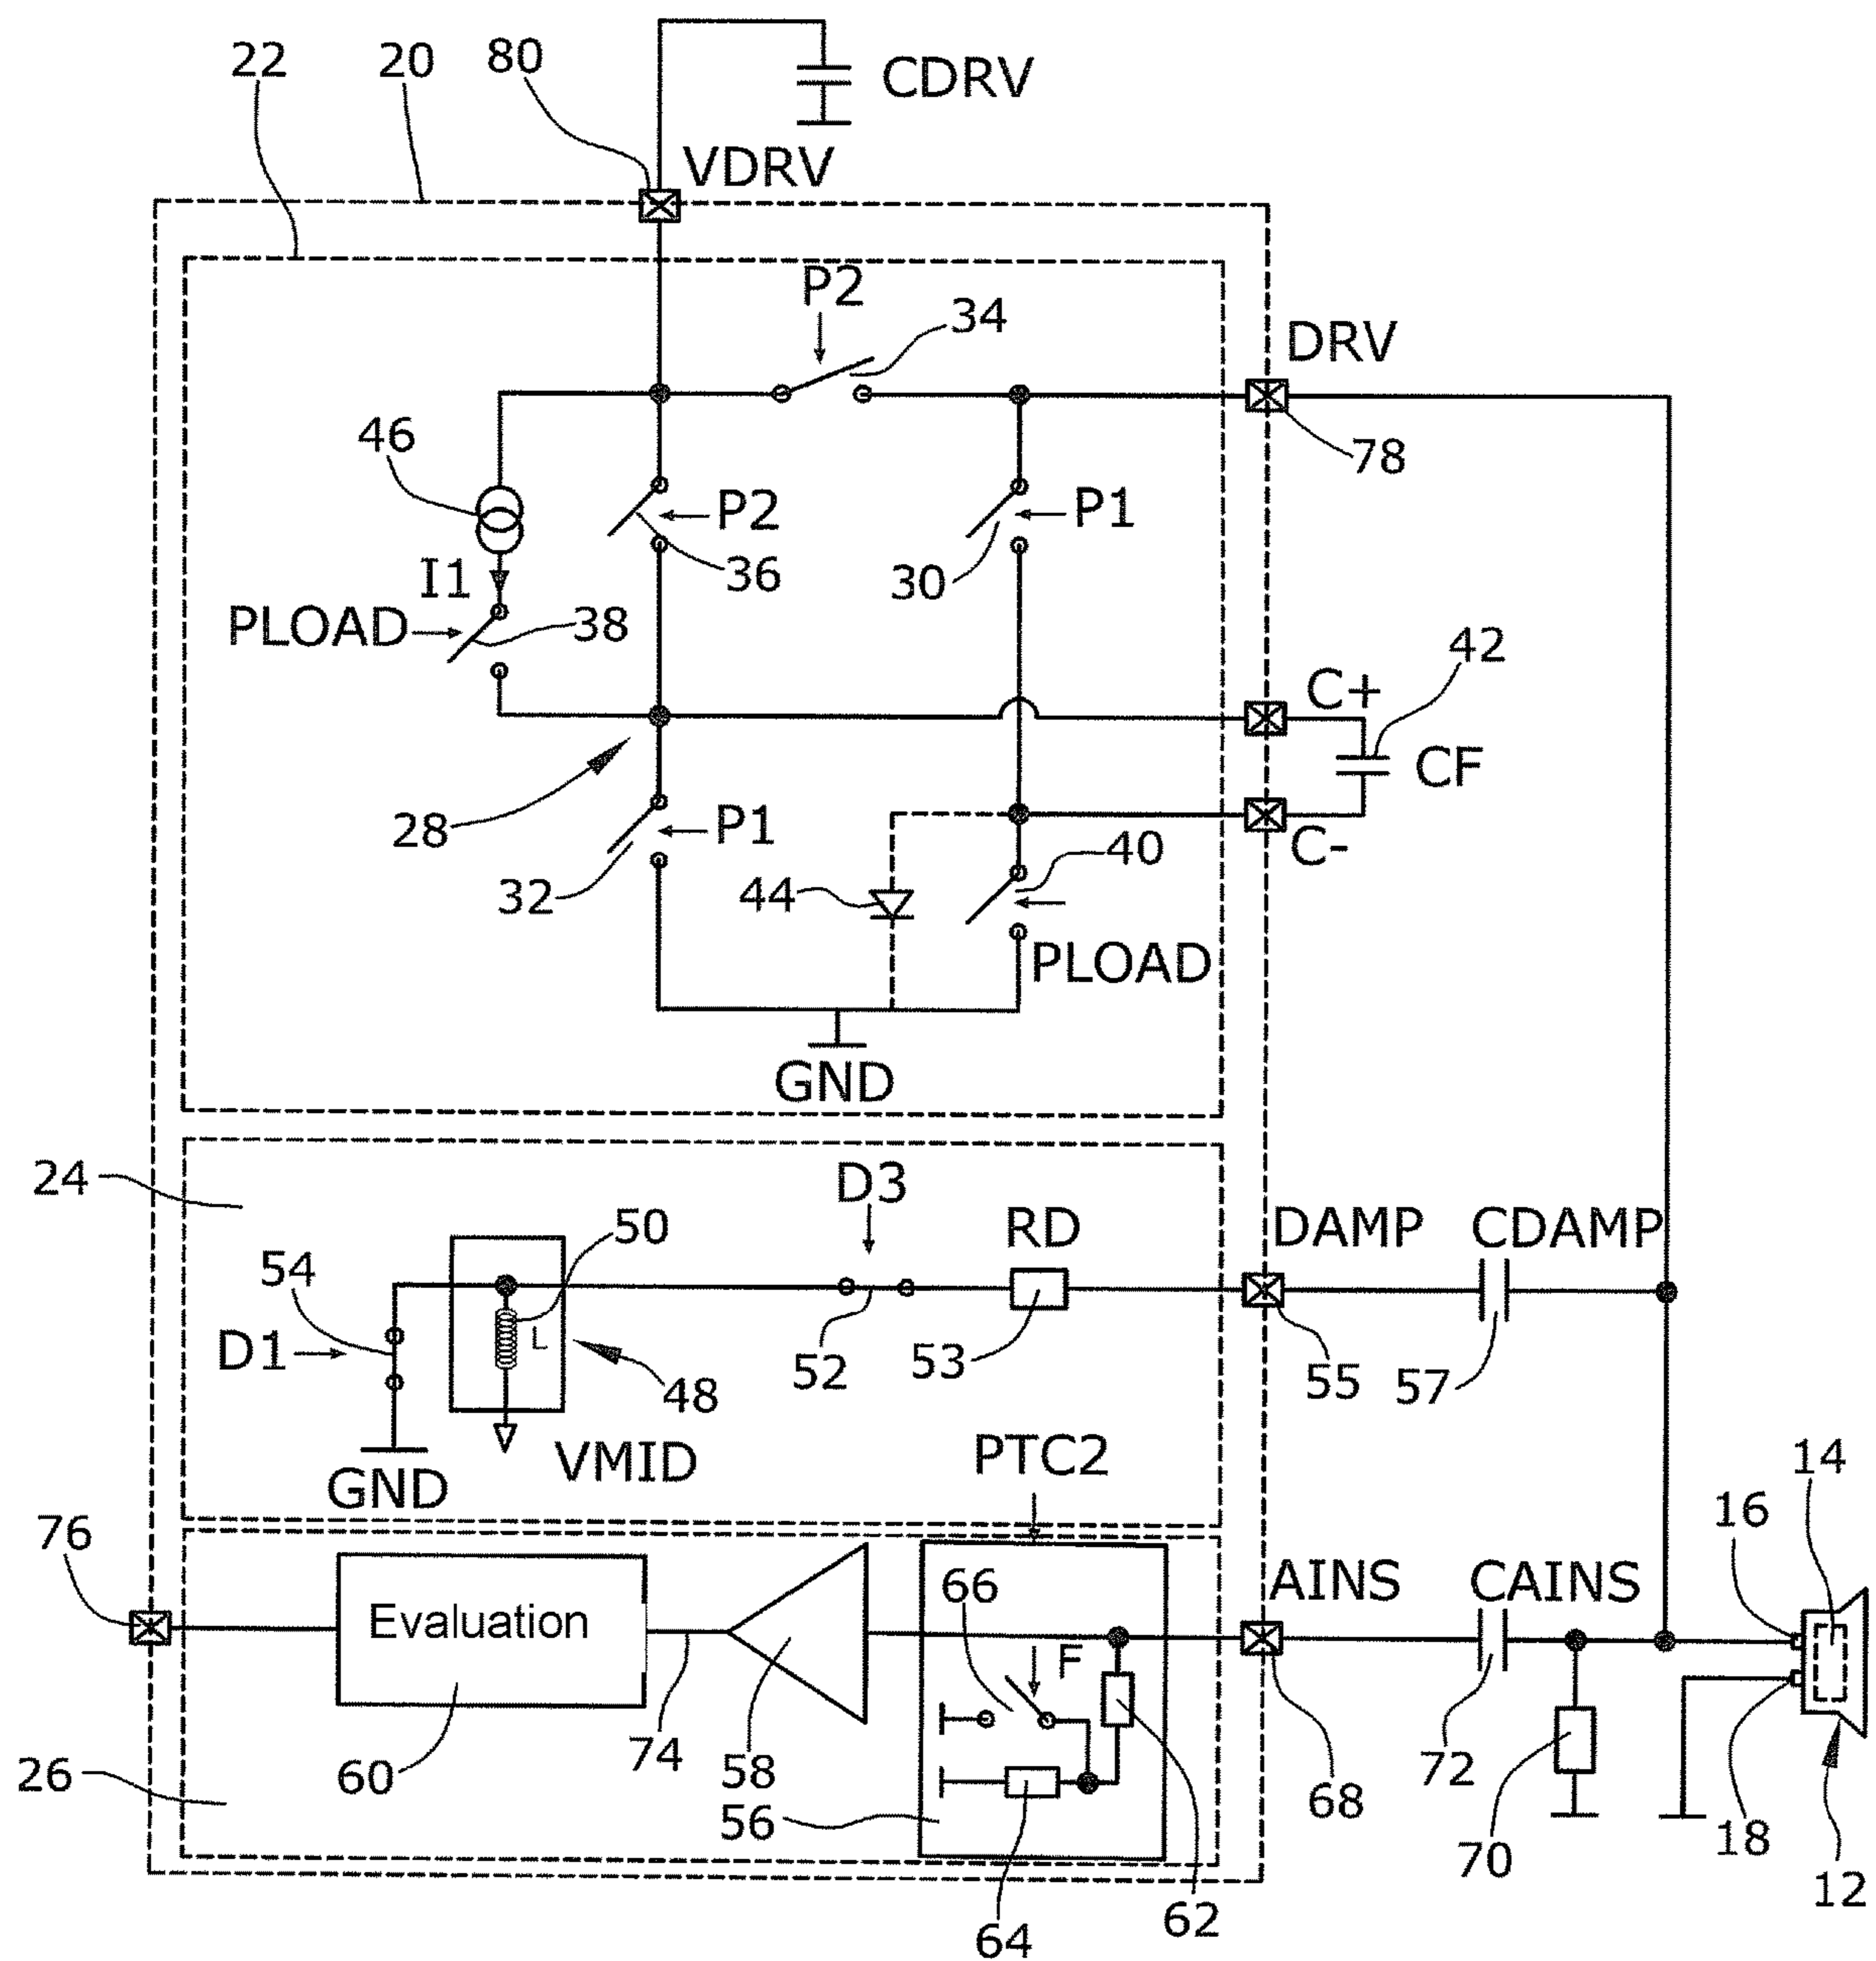 80
CDRV
22
20
VDRV
P2
34
DRV
78
46
P2
36
P1
30
I1
PLOAD
38
42
C+
CF
28
P1
32
C-
40
44
PLOAD
GND
24
D3
RD
DAMP
CDAMP
50
54
L
D1
48
52
53
55
57
VMID
GND
PTC2
14
16
76
AINS
CAINS
66
F
Evaluation
60
74
58
56
64
62
68
72
70
18
12
26